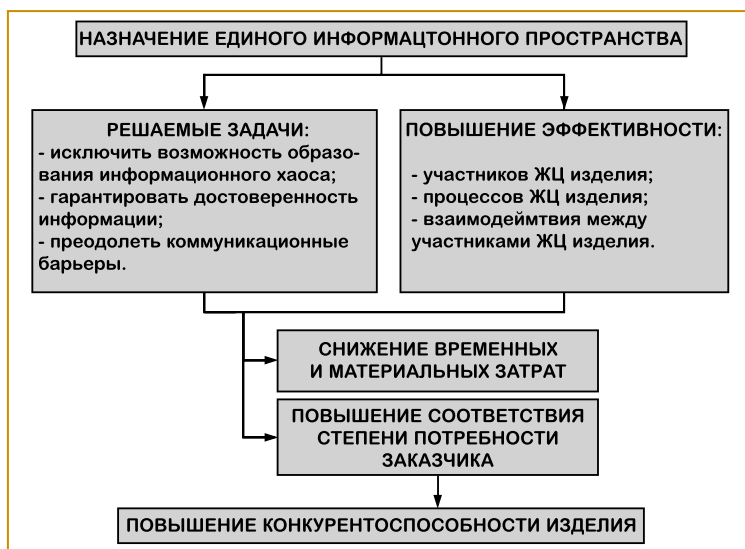 НАЗНАЧЕНИЕ ЕДИНОГО ИНФОРМАЦТОННОГО ПРОСТРАНСТВА
РЕШАЕМЫЕ ЗАДАЧИ:
- исключить возможность образо-
вания информационного хаоса;
- гарантировать достоверенность
информации;
- преодолеть коммуникационные
барьеры.
ПОВЫШЕНИЕ ЭФФЕКТИВНОСТИ:
- участников ЖЦ изделия;
- процессов ЖЦ изделия;
- взаимодеймтвия между
участниками ЖЦ изделия.
СНИЖЕНИЕ ВРЕМЕННЫХ
И МАТЕРИАЛЬНЫХ ЗАТРАТ
ПОВЫШЕНИЕ СООТВЕТСТВИЯ
СТЕПЕНИ ПОТРЕБНОСТИ
ЗАКАЗЧИКА
ПОВЫШЕНИЕ КОНКУРЕНТОСПОСОБНОСТИ ИЗДЕЛИЯ